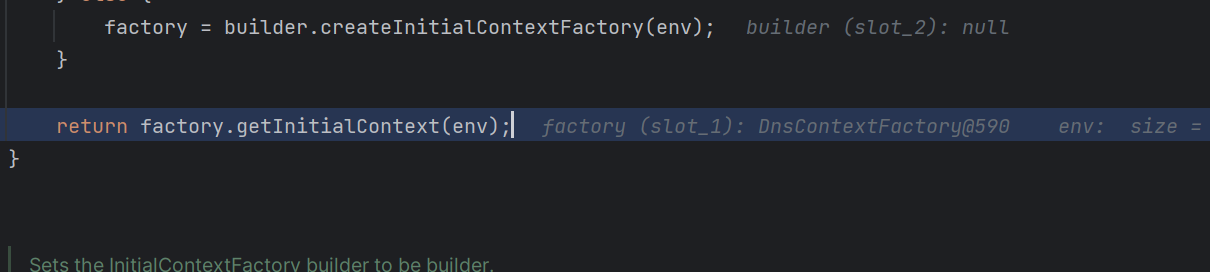 } else {
factory = builder.createInitialContextFactory(env);   builder (slot_2): null
}
return factory.getInitialContext(env);   factory (slot_1): DnsContextFactory@590   env:  size =
}
Sets the InitialContextFactory builder to be builder.